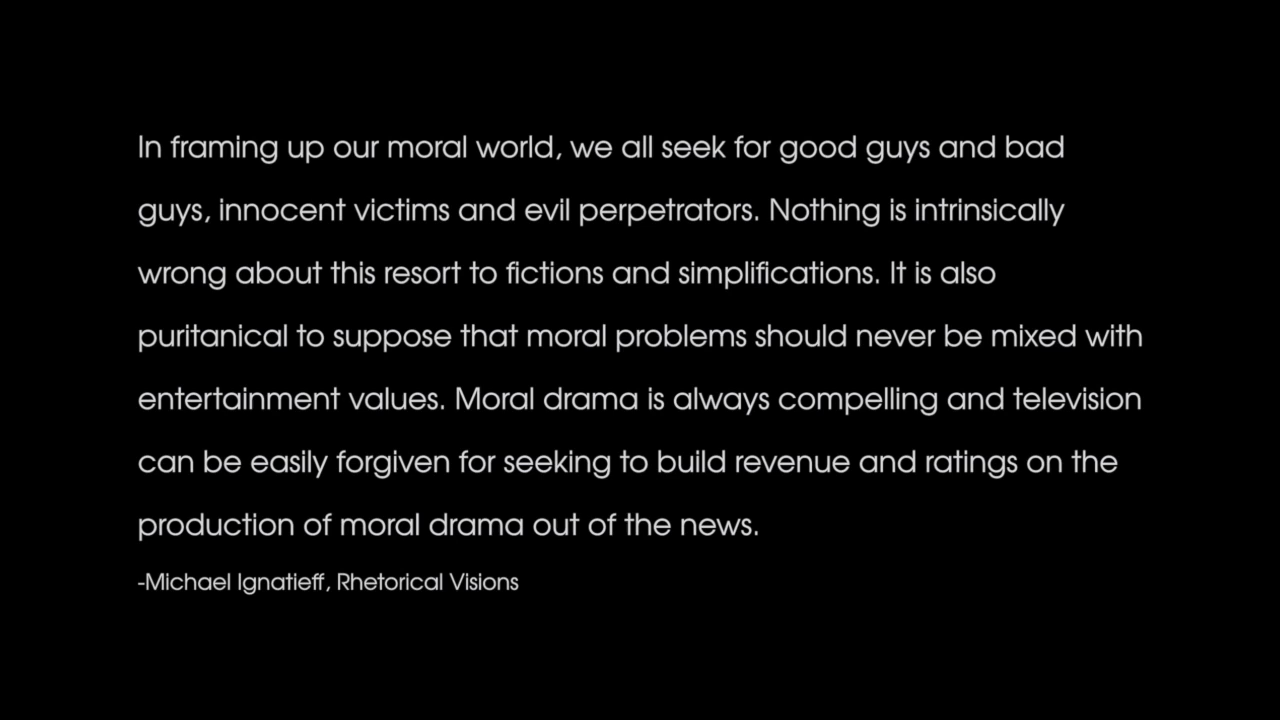 In framing up our moral world, we all seek for good guys and bad
guys, innocent victims and evil perpetrators. Nothing is intrinsically
wrong about this resort to fictions and simplifications. It is also
puritanical to suppose that moral problems should never be mixed with
entertainment values. Moral drama is always compelling and television
can be easily forgiven for seeking to build revenue and ratings on the
production of moral drama out of the news.
-Michael Ignatieff, Rhetorical Visions